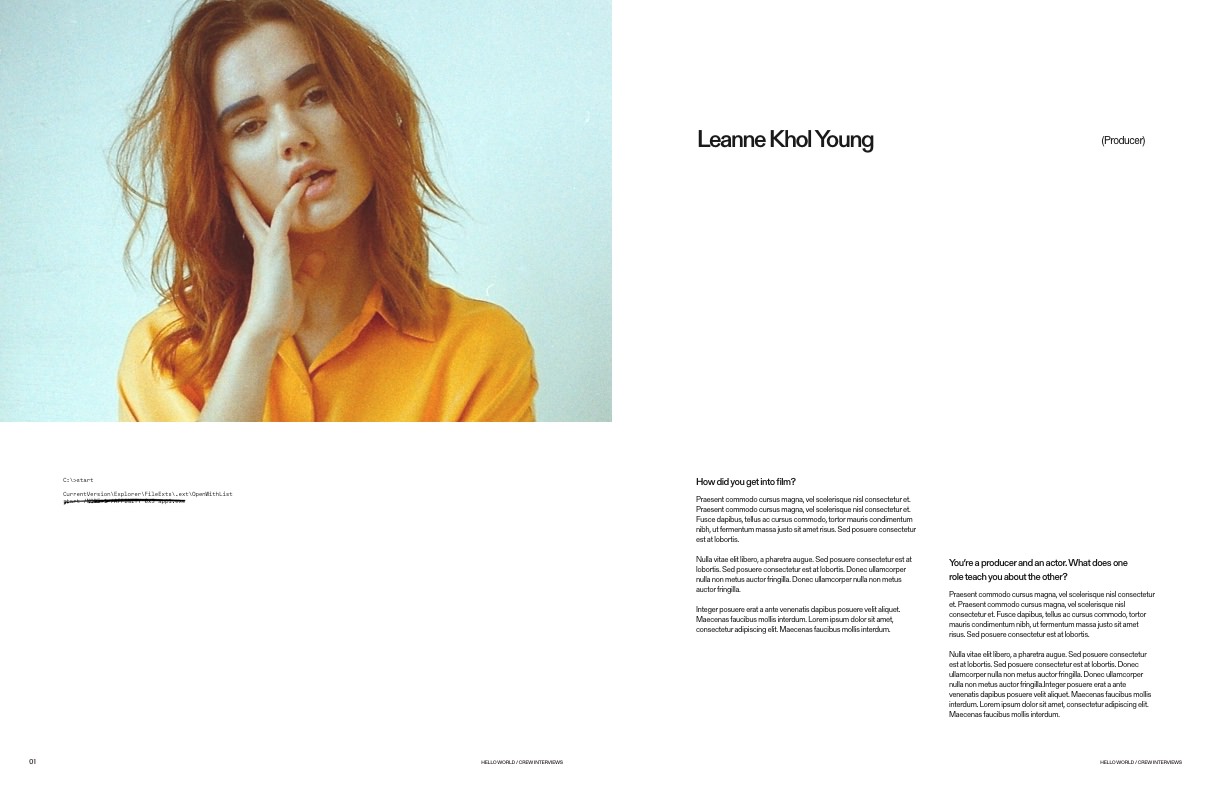 C:\>start
CurrentVersion\Explorer\FileExts\.ext\OpenWithList
01
HELLO WORLD / CREW INTERVIEWS
Leanne Khol Young
(Producer)
How did you get into film?
Praesent commodo cursus magna, vel scelerisque nisl consectetur et.
Praesent commodo cursus magna, vel scelerisque nisl consectetur et.
Fusce dapibus, tellus ac cursus commodo, tortor mauris condimentum
nibh, ut fermentum massa justo sit amet risus. Sed posuere consectetur
est at lobortis.
Nulla vitae elit libero, a pharetra augue. Sed posuere consectetur est at
lobortis. Sed posuere consectetur est at lobortis. Donec ullamcorper
nulla non metus auctor fringilla. Donec ullamcorper nulla non metus
auctor fringilla.
Integer posuere erat a ante venenatis dapibus posuere velit aliquet.
Maecenas faucibus mollis interdum. Lorem ipsum dolor sit amet,
consectetur adipiscing elit. Maecenas faucibus mollis interdum.
You're a producer and an actor. What does one
role teach you about the other?
Praesent commodo cursus magna, vel scelerisque nisl consectetur
et. Praesent commodo cursus magna, vel scelerisque nisl
consectetur et. Fusce dapibus, tellus ac cursus commodo, tortor
mauris condimentum nibh, ut fermentum massa justo sit amet
risus. Sed posuere consectetur est at lobortis.
Nulla vitae elit libero, a pharetra augue. Sed posuere consectetur
est at lobortis. Sed posuere consectetur est at lobortis. Donec
ullamcorper nulla non metus auctor fringilla. Donec ullamcorper
nulla non metus auctor fringilla.Integer posuere erat a ante
venenatis dapibus posuere velit aliquet. Maecenas faucibus mollis
interdum. Lorem ipsum dolor sit amet, consectetur adipiscing elit.
Maecenas faucibus mollis interdum.
HELLO WORLD / CREW INTERVIEWS